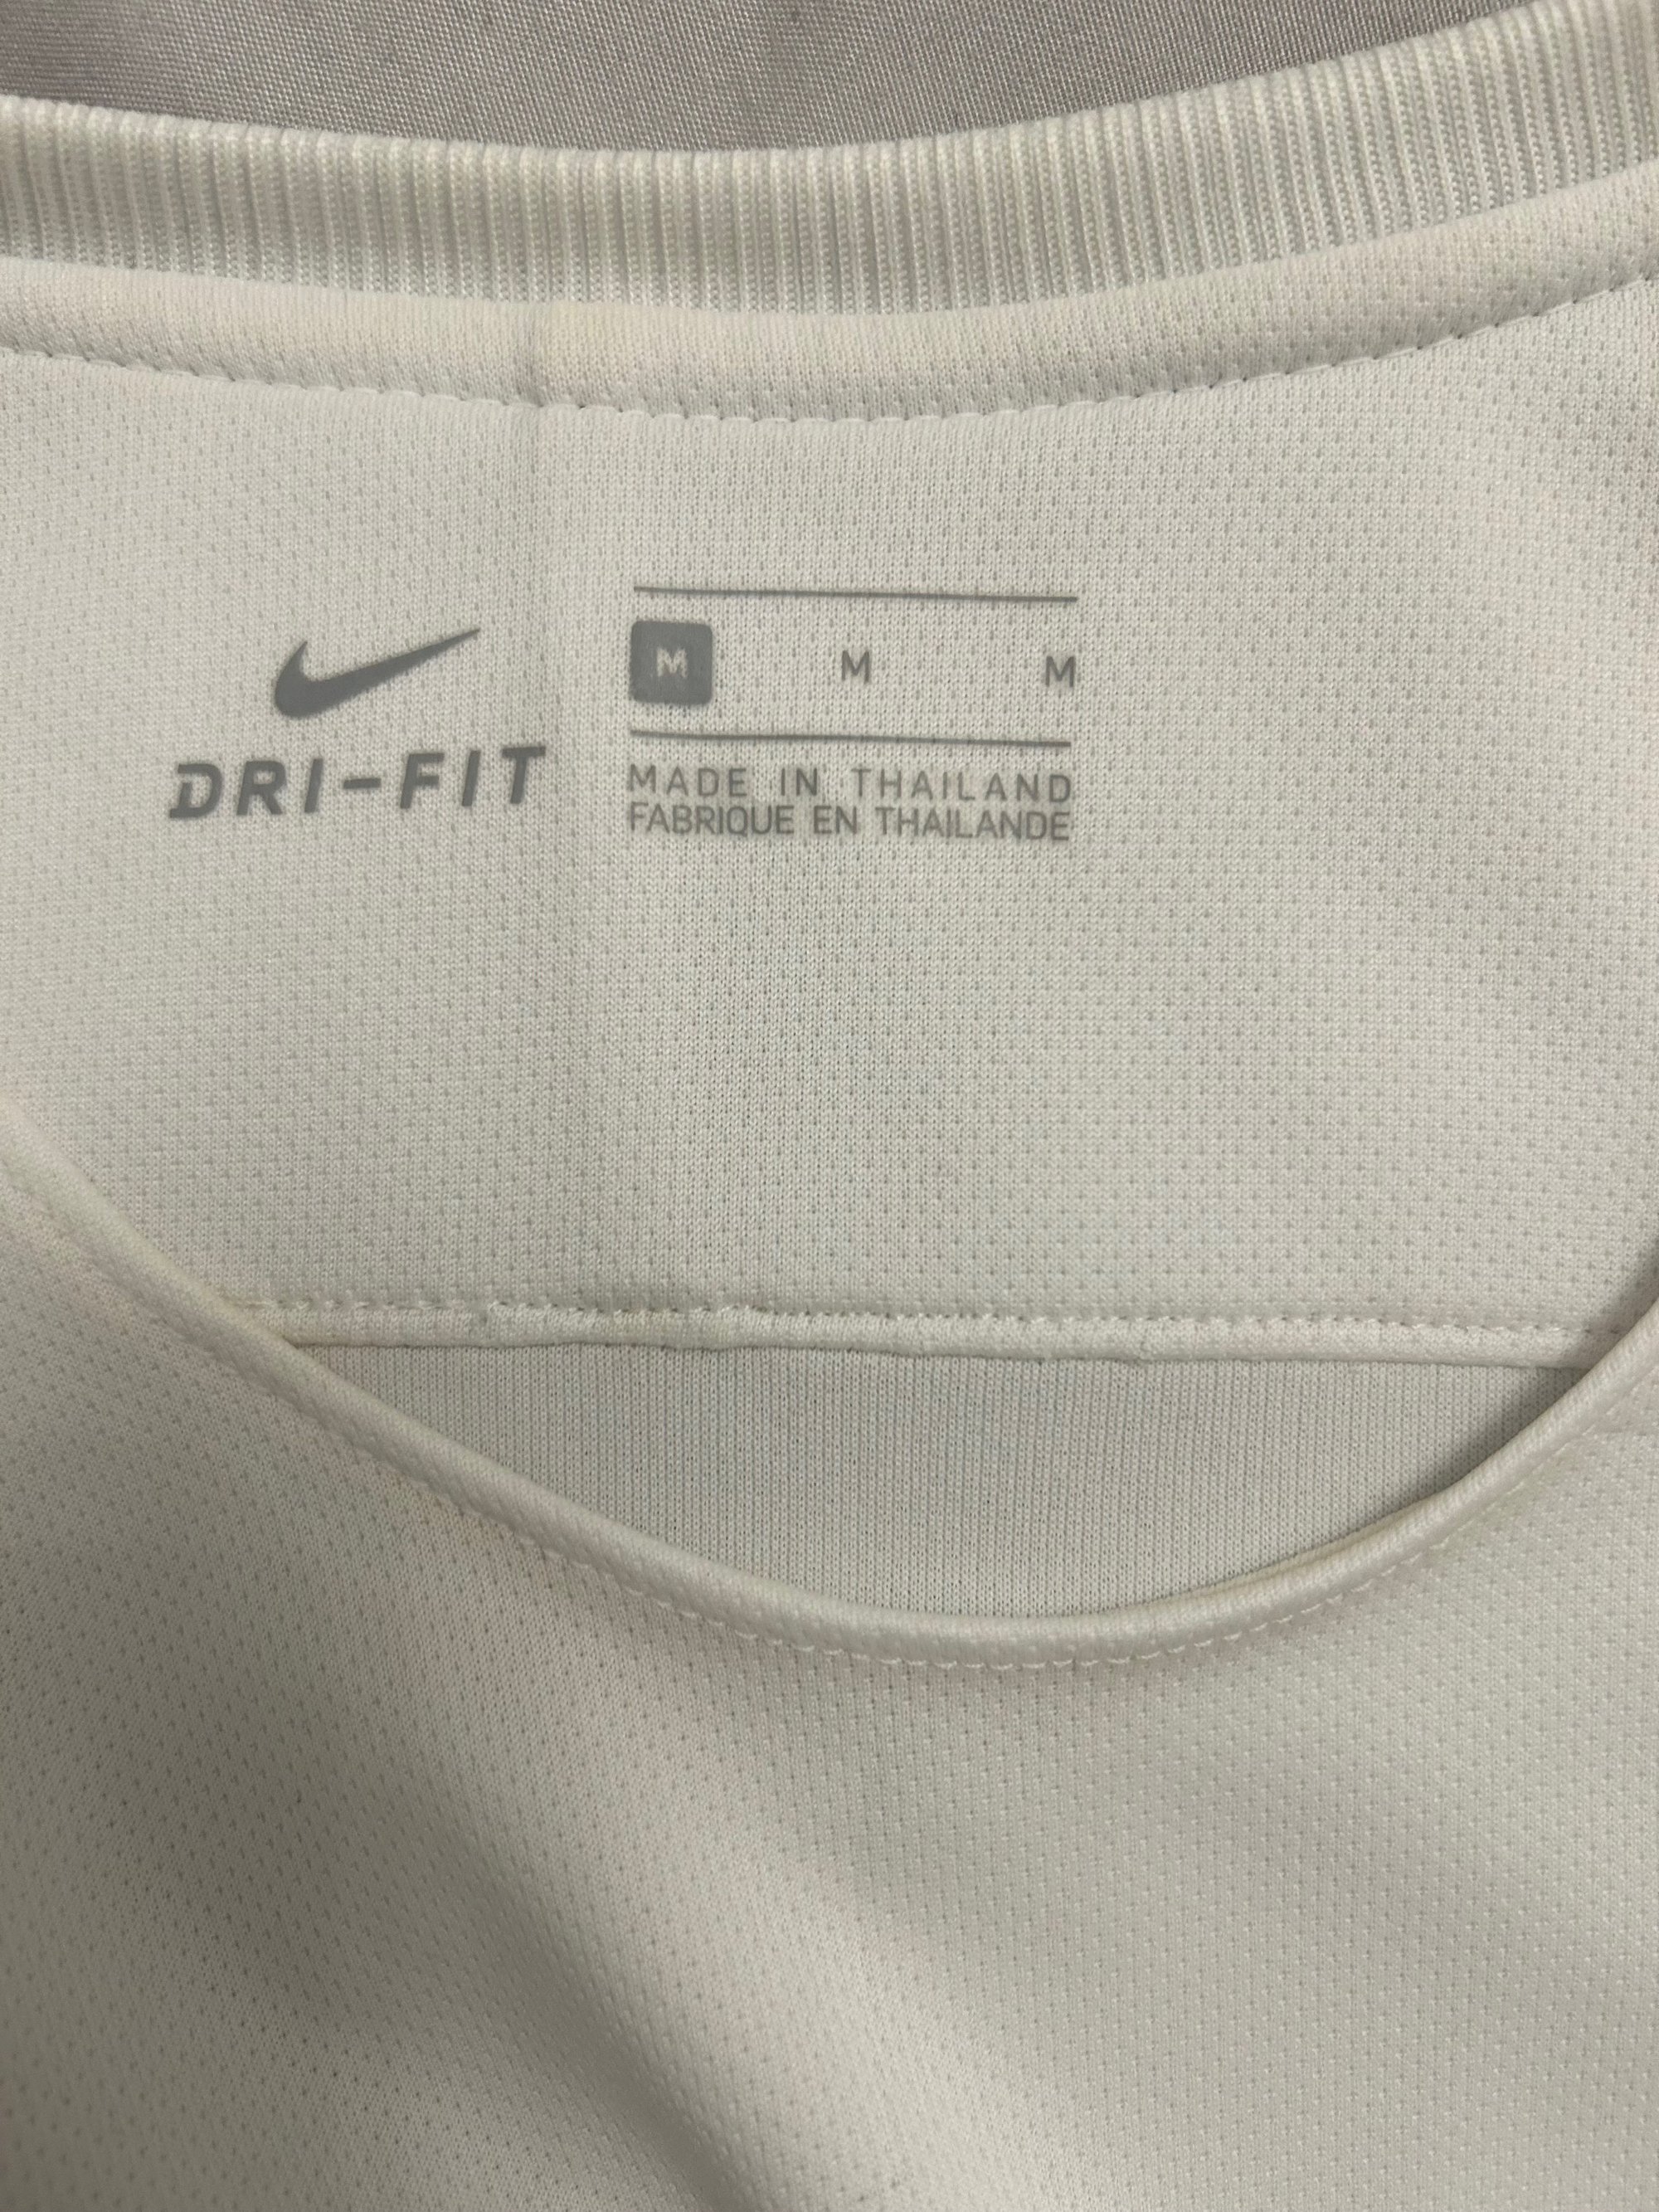 DRI-FIT
M M M
MADE IN THAILAND
FABRIQUE EN THAILANDE